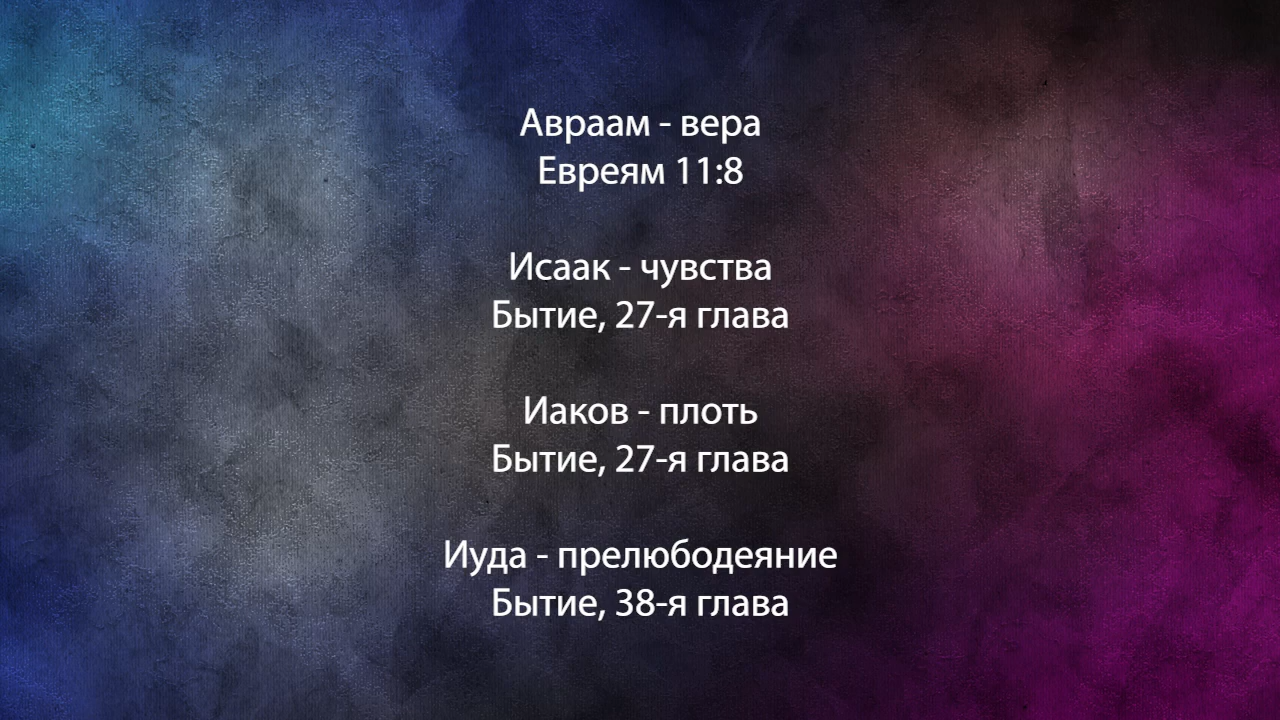 Авраам - вера
Евреям 11:8
Исаак - чувства
Бытие, 27-я глава
Иаков - плоть
Бытие, 27-я глава
Иуда - прелюбодеяние
Бытие, 38-я глава